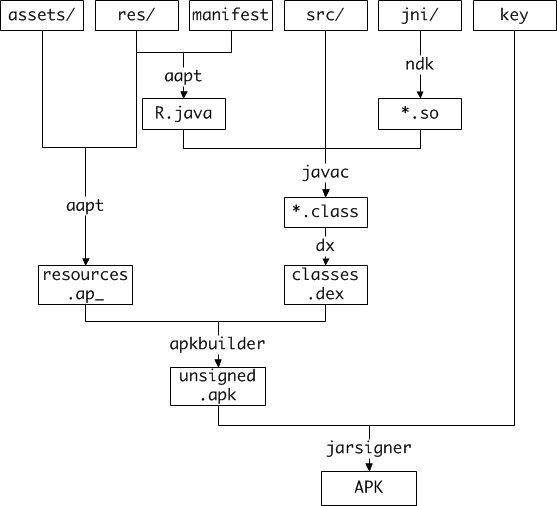 assets/
res/
manifest
src/
jni/
key
aapt
ndk
R.java
*.so
javac
aapt
*.class
dx
resources
.ap_
classes
.dex
apkbuilder
unsigned
.apk
jarsigner
APK